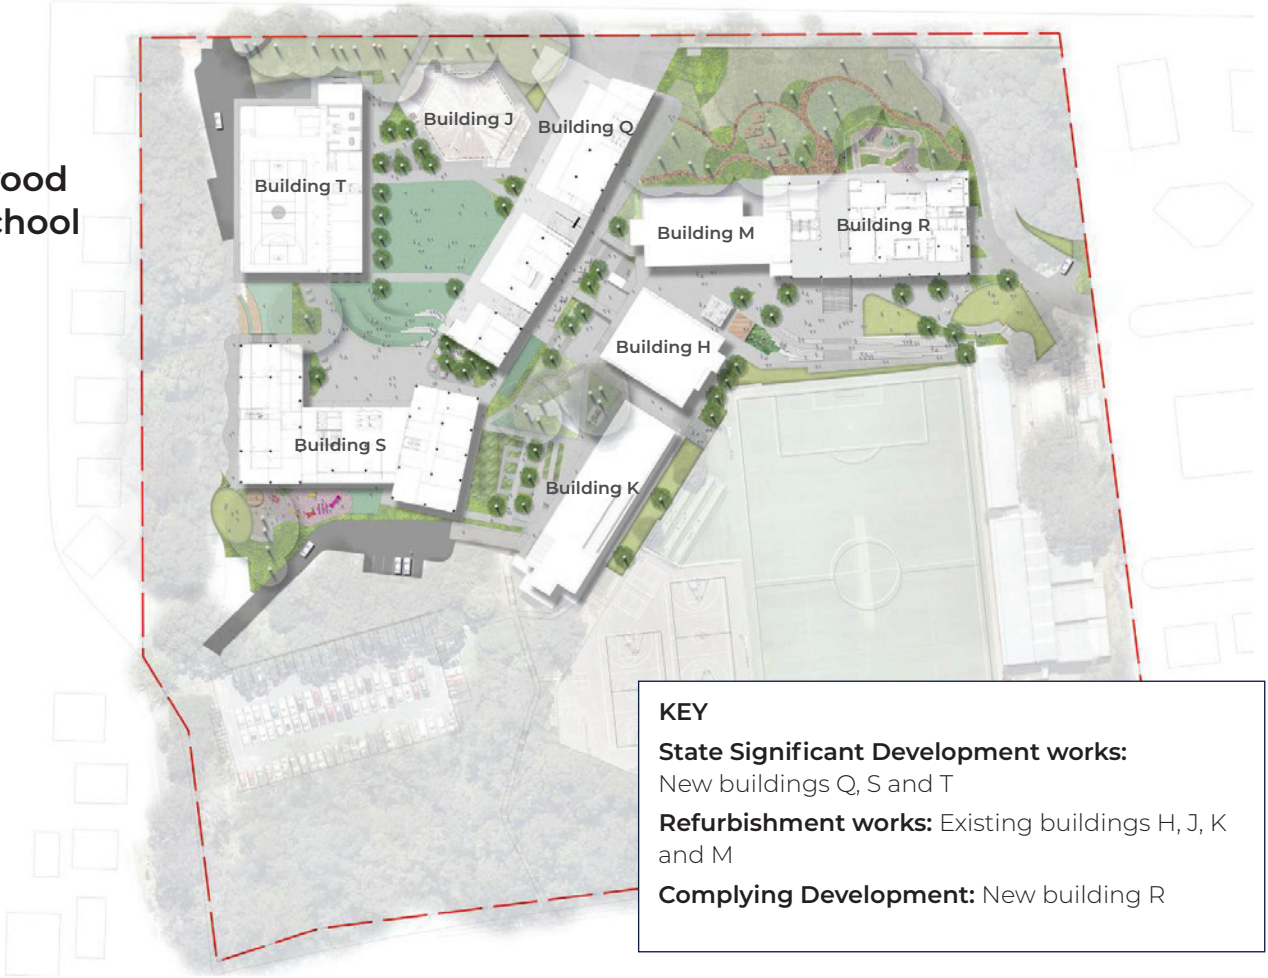 ood
chool
Building J
Building Q
Building T
Building R
Building M
Building H
Building S
Building K
KEY
State Significant Development works:
New buildings Q, S and T
Refurbishment works: Existing buildings H, J, K
and M
Complying Development: New building R